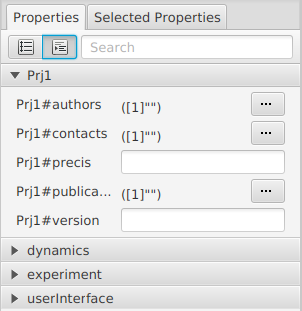 Properties Selected Properties
Search
Prj1
Prj1#authors ([1]"") ...
Prj1#contacts ([1]"") ...
Prj1#precis
Prj1#publica... ([1]"") ...
Prj1#version
dynamics
experiment
userInterface